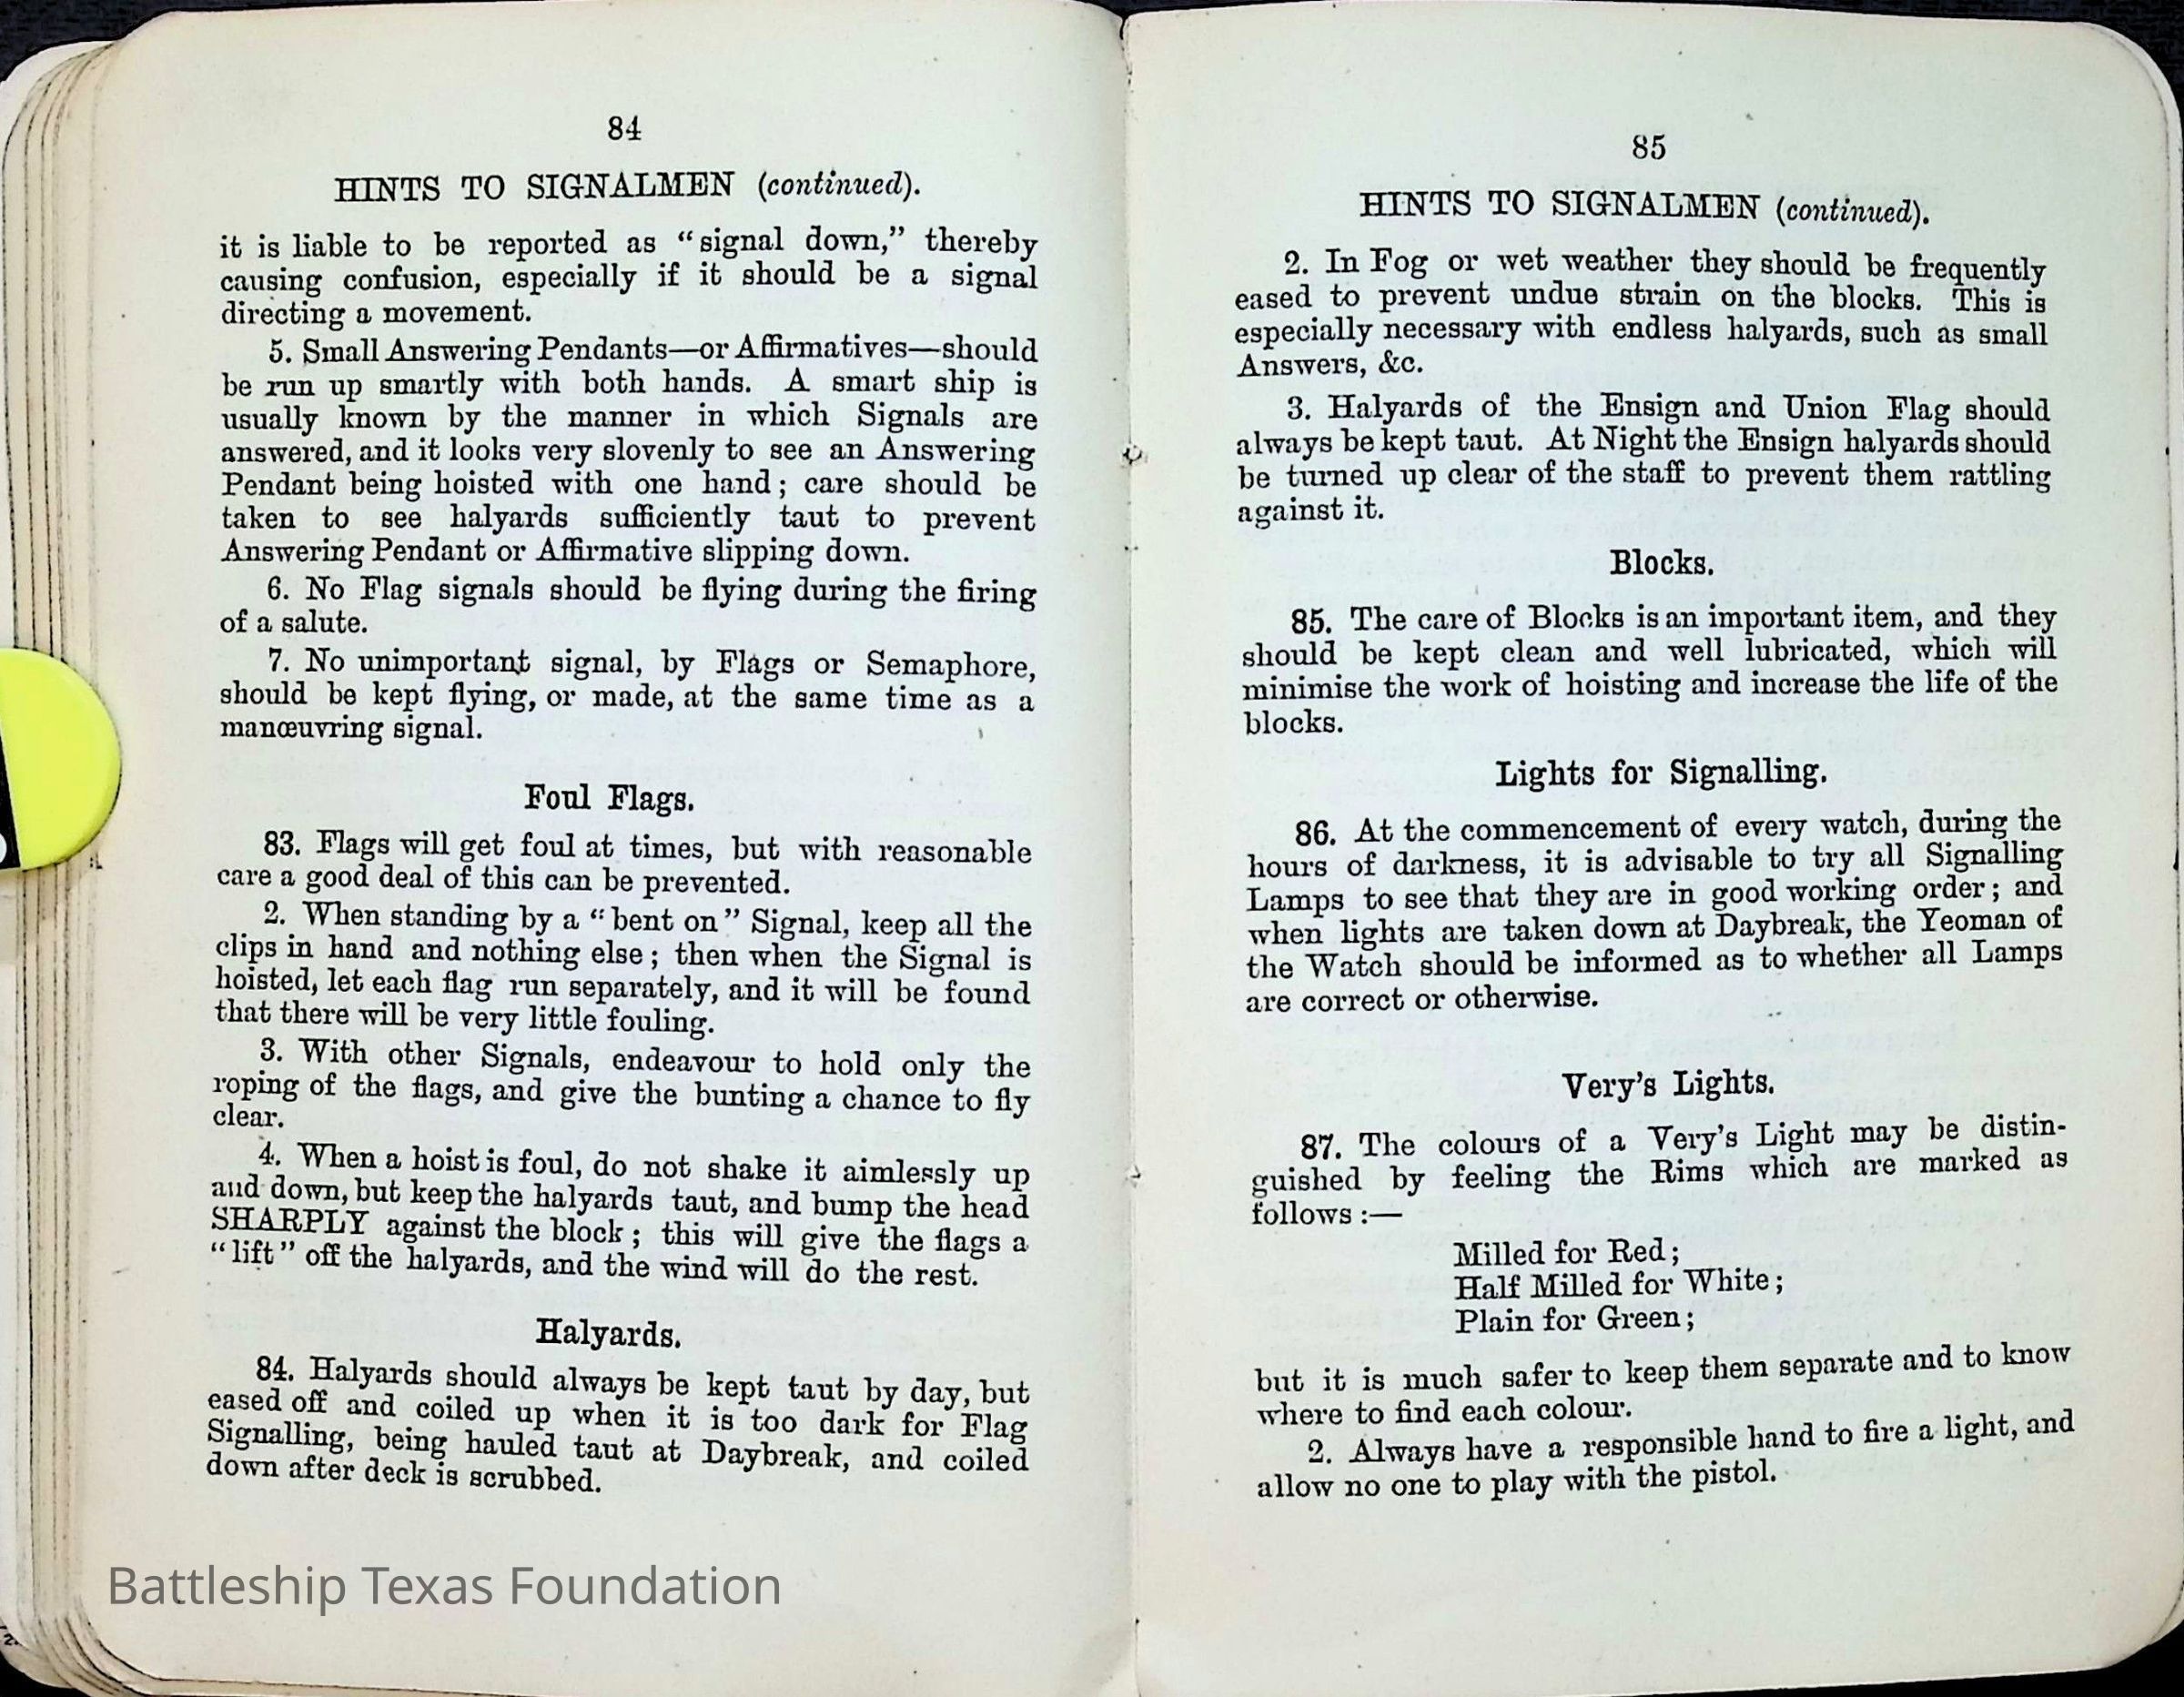 84
HINTS TO SIGNALMEN (continued).
it is liable to be reported as “signal down,” thereby
causing confusion, especially if it should be a signal
directing a movement.
5. Small Answering Pendants—or Affirmatives—should
be run up smartly with both hands. A smart ship is
usually known by the manner in which Signals are
answered, and it looks very slovenly to see an Answering
Pendant being hoisted with one hand; care should be
taken to see halyards sufficiently taut to prevent
Answering Pendant or Affirmative slipping down.
6. No Flag signals should be flying during the firing
of a salute.
7. No unimportant signal, by Flags or Semaphore,
should be kept flying, or made, at the same time as a
manœuvring signal.
Foul Flags.
83. Flags will get foul at times, but with reasonable
care a good deal of this can be prevented.
2. When standing by a “bent on” Signal, keep all the
clips in hand and nothing else; then when the Signal is
hoisted, let each flag run separately, and it will be found
that there will be very little fouling.
3. With other Signals, endeavour to hold only the
roping of the flags, and give the bunting a chance to fly
clear.
4. When a hoist is foul, do not shake it aimlessly up
and down, but keep the halyards taut, and bump the head
SHARPLY against the block; this will give the flags a
“lift” off the halyards, and the wind will do the rest.
Halyards.
84. Halyards should always be kept taut by day, but
eased off and coiled up when it is too dark for Flag
Signalling, being hauled taut at Daybreak, and coiled
down after deck is scrubbed.
Battleship Texas Foundation
85
HINTS TO SIGNALMEN (continued).
2. In Fog or wet weather they should be frequently
eased to prevent undue strain on the blocks. This is
especially necessary with endless halyards, such as small
Answers, &c.
3. Halyards of the Ensign and Union Flag should
always be kept taut. At Night the Ensign halyards should
be turned up clear of the staff to prevent them rattling
against it.
Blocks.
85. The care of Blocks is an important item, and they
should be kept clean and well lubricated, which will
minimise the work of hoisting and increase the life of the
blocks.
Lights for Signalling.
86. At the commencement of every watch, during the
hours of darkness, it is advisable to try all Signalling
Lamps to see that they are in good working order; and
when lights are taken down at Daybreak, the Yeoman of
the Watch should be informed as to whether all Lamps
are correct or otherwise.
Very’s Lights.
87. The colours of a Very’s Light may be distin-
guished by feeling the Rims which are marked as
follows:—
Milled for Red;
Half Milled for White;
Plain for Green;
but it is much safer to keep them separate and to know
where to find each colour.
2. Always have a responsible hand to fire a light, and
allow no one to play with the pistol.